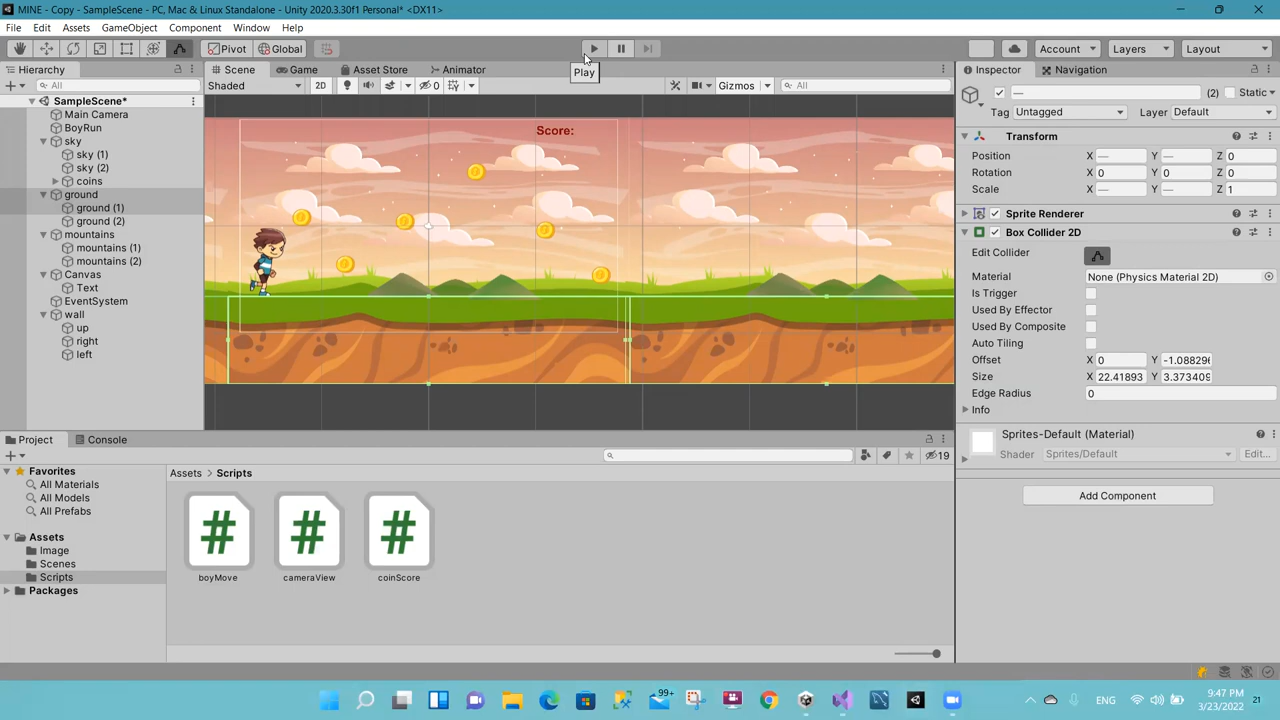 MINE - Copy - SampleScene - PC, Mac & Linux Standalone - Unity 2020.3.30f1 Personal* <DX11>
File Edit Assets GameObject Component Window Help
Pivot Global Account Layers Layout
Play
Hierarchy
All
SampleScene*
Main Camera
BoyRun
sky
sky (1)
sky (2)
coins
ground
ground (1)
ground (2)
mountains
mountains (1)
mountains (2)
Canvas
Text
EventSystem
wall
up
right
left
Scene Game Asset Store Animator
Shaded 2D 0 Gizmos All
Score:
Inspector Navigation
— (2) Static
Tag Untagged Layer Default
Transform
Position X — Y — Z 0
Rotation X 0 Y 0 Z 0
Scale X — Y — Z 1
Sprite Renderer
Box Collider 2D
Edit Collider
Material None (Physics Material 2D)
Is Trigger
Used By Effector
Used By Composite
Auto Tiling
Offset X 0 Y -1.08829
Size X 22.41893 Y 3.373409
Edge Radius 0
Info
Sprites-Default (Material)
Shader Sprites/Default Edit...
Add Component
Project Console
19
Favorites
All Materials
All Models
All Prefabs
Assets
Image
Scenes
Scripts
Packages
Assets > Scripts
boyMove cameraView coinScore
99+
ENG
9:47 PM
3/23/2022
21